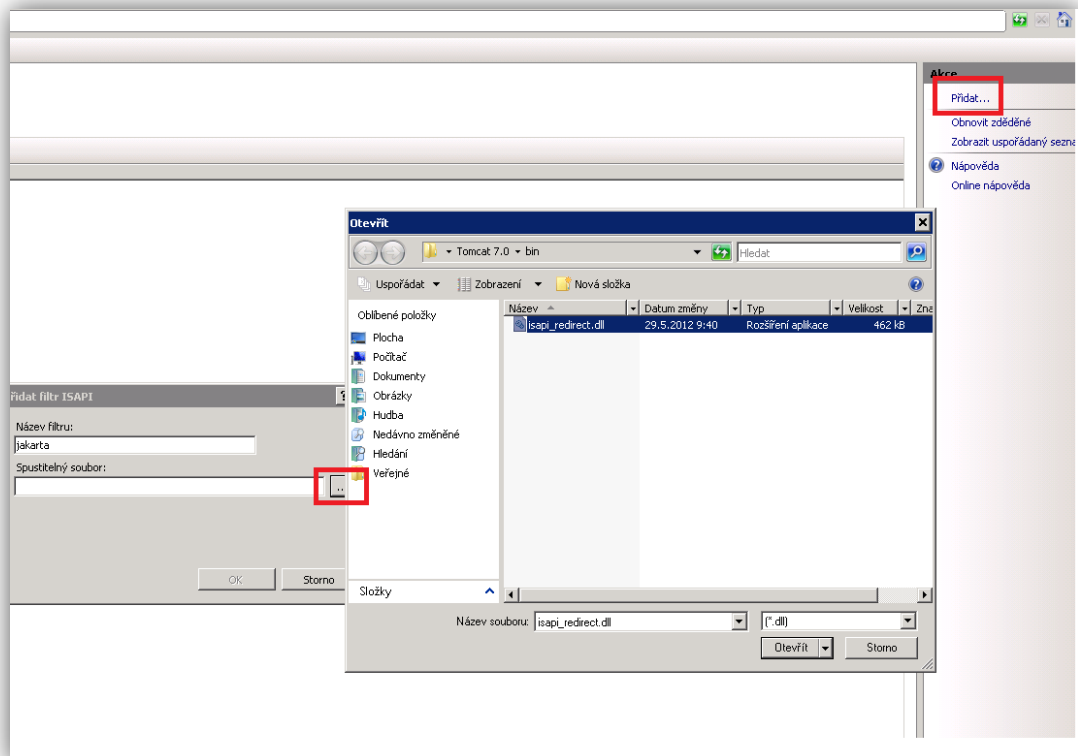 Akce
Přidat...
Obnovit zděděné
Zobrazit uspořádaný sezna
Nápověda
Online nápověda
Otevřít
Tomcat 7.0 bin
Hledat
Uspořádat
Zobrazení
Nová složka
Oblíbené položky
Plocha
Počítač
Dokumenty
Obrázky
Hudba
Nedávno změněné
Hledání
Veřejné
Složky
Název Datum změny Typ Velikost Zna
isapi_redirect.dll 29.5.2012 9:40 Rozšíření aplikace 462 kB
Název souboru: isapi_redirect.dll (*.dll)
Otevřít Storno
řidat filtr ISAPI ?
Název filtru:
jakarta
Spustitelný soubor:
..
OK Storno